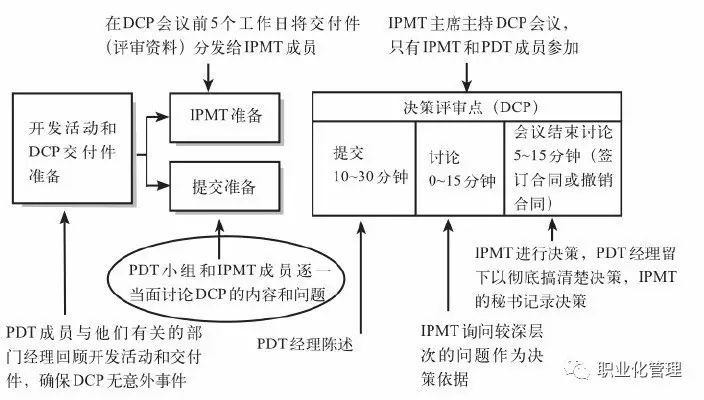 在DCP会议前5个工作日将交付件
（评审资料）分发给IPMT成员
IPMT主席主持DCP会议，
只有IPMT和PDT成员参加
开发活动和
DCP交付件
准备
IPMT准备
提交准备
决策评审点（DCP）
提交
10~30分钟
讨论
0~15分钟
会议结束讨论
5~15分钟（签
订合同或撤销
合同）
PDT小组和IPMT成员逐一
当面讨论DCP的内容和问题
PDT成员与他们有关的部
门经理回顾开发活动和交付
件，确保DCP无意外事件
PDT经理陈述
IPMT询问较深层
次的问题作为决
策依据
IPMT进行决策，PDT经理留
下以彻底搞清楚决策，IPMT
的秘书记录决策
职业化管理